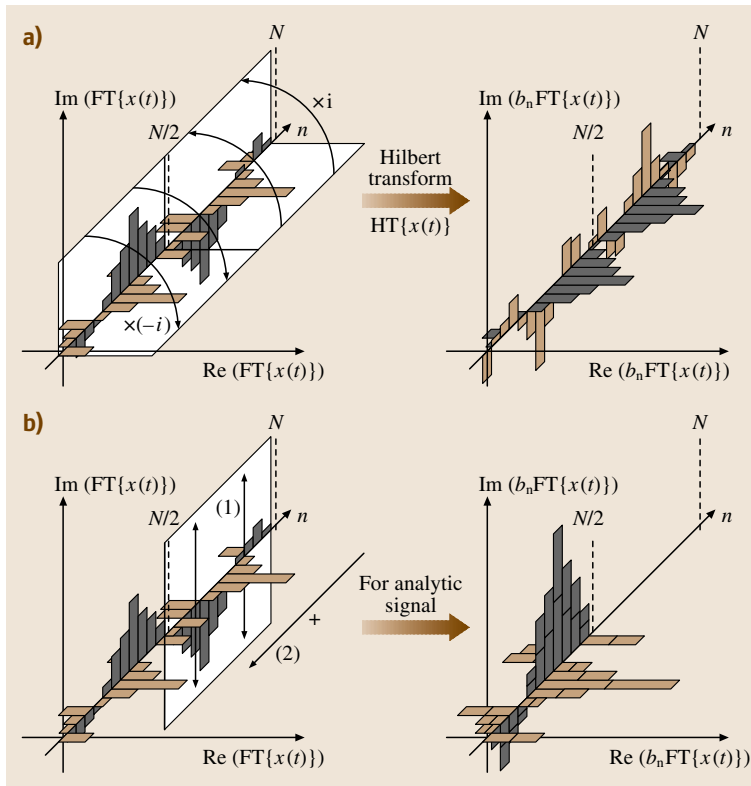 a)
N
Im (FT{x(t)})
×i
N/2
n
×(−i)
Re (FT{x(t)})
Hilbert
transform
HT{x(t)}
N
Im (bₙFT{x(t)})
N/2
n
Re (bₙFT{x(t)})
b)
N
Im (FT{x(t)})
(1)
N/2
n
+
(2)
Re (FT{x(t)})
For analytic
signal
N
Im (bₙFT{x(t)})
N/2
n
Re (bₙFT{x(t)})